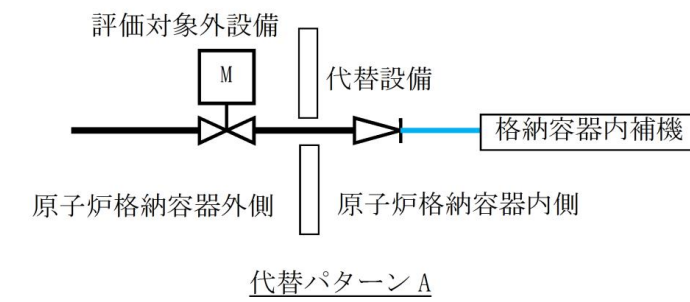 評価対象外設備
M
代替設備
格納容器内補機
原子炉格納容器外側
原子炉格納容器内側
代替パターン A